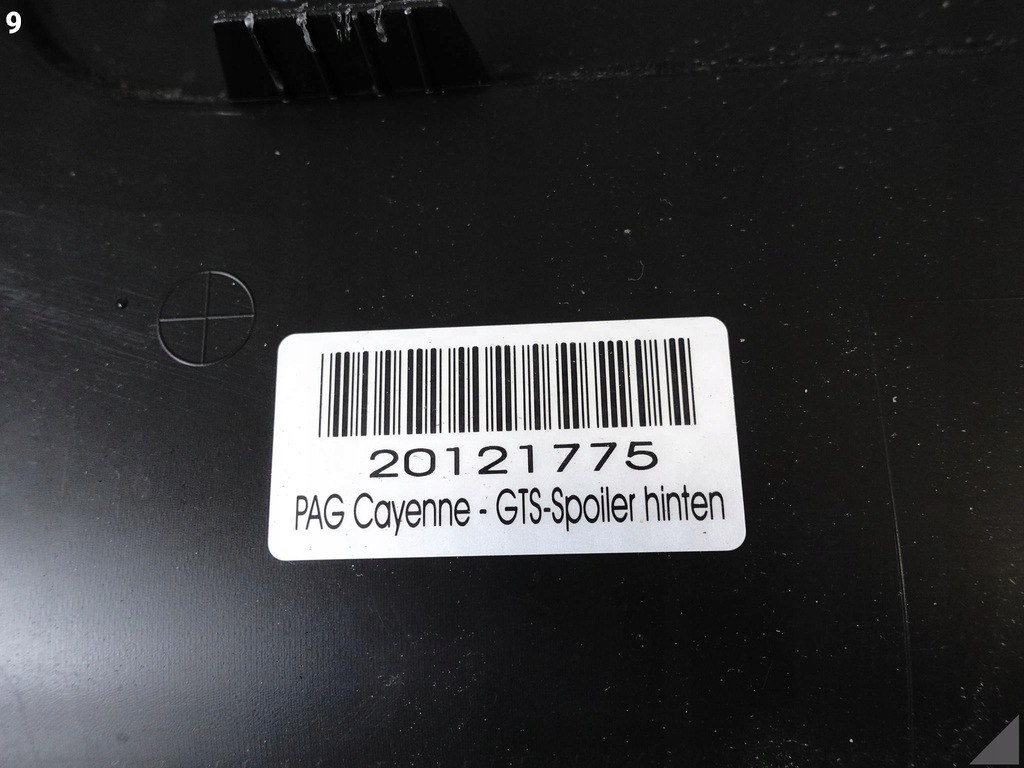 9
20121775
PAG Cayenne - GTS-Spoiler hinten